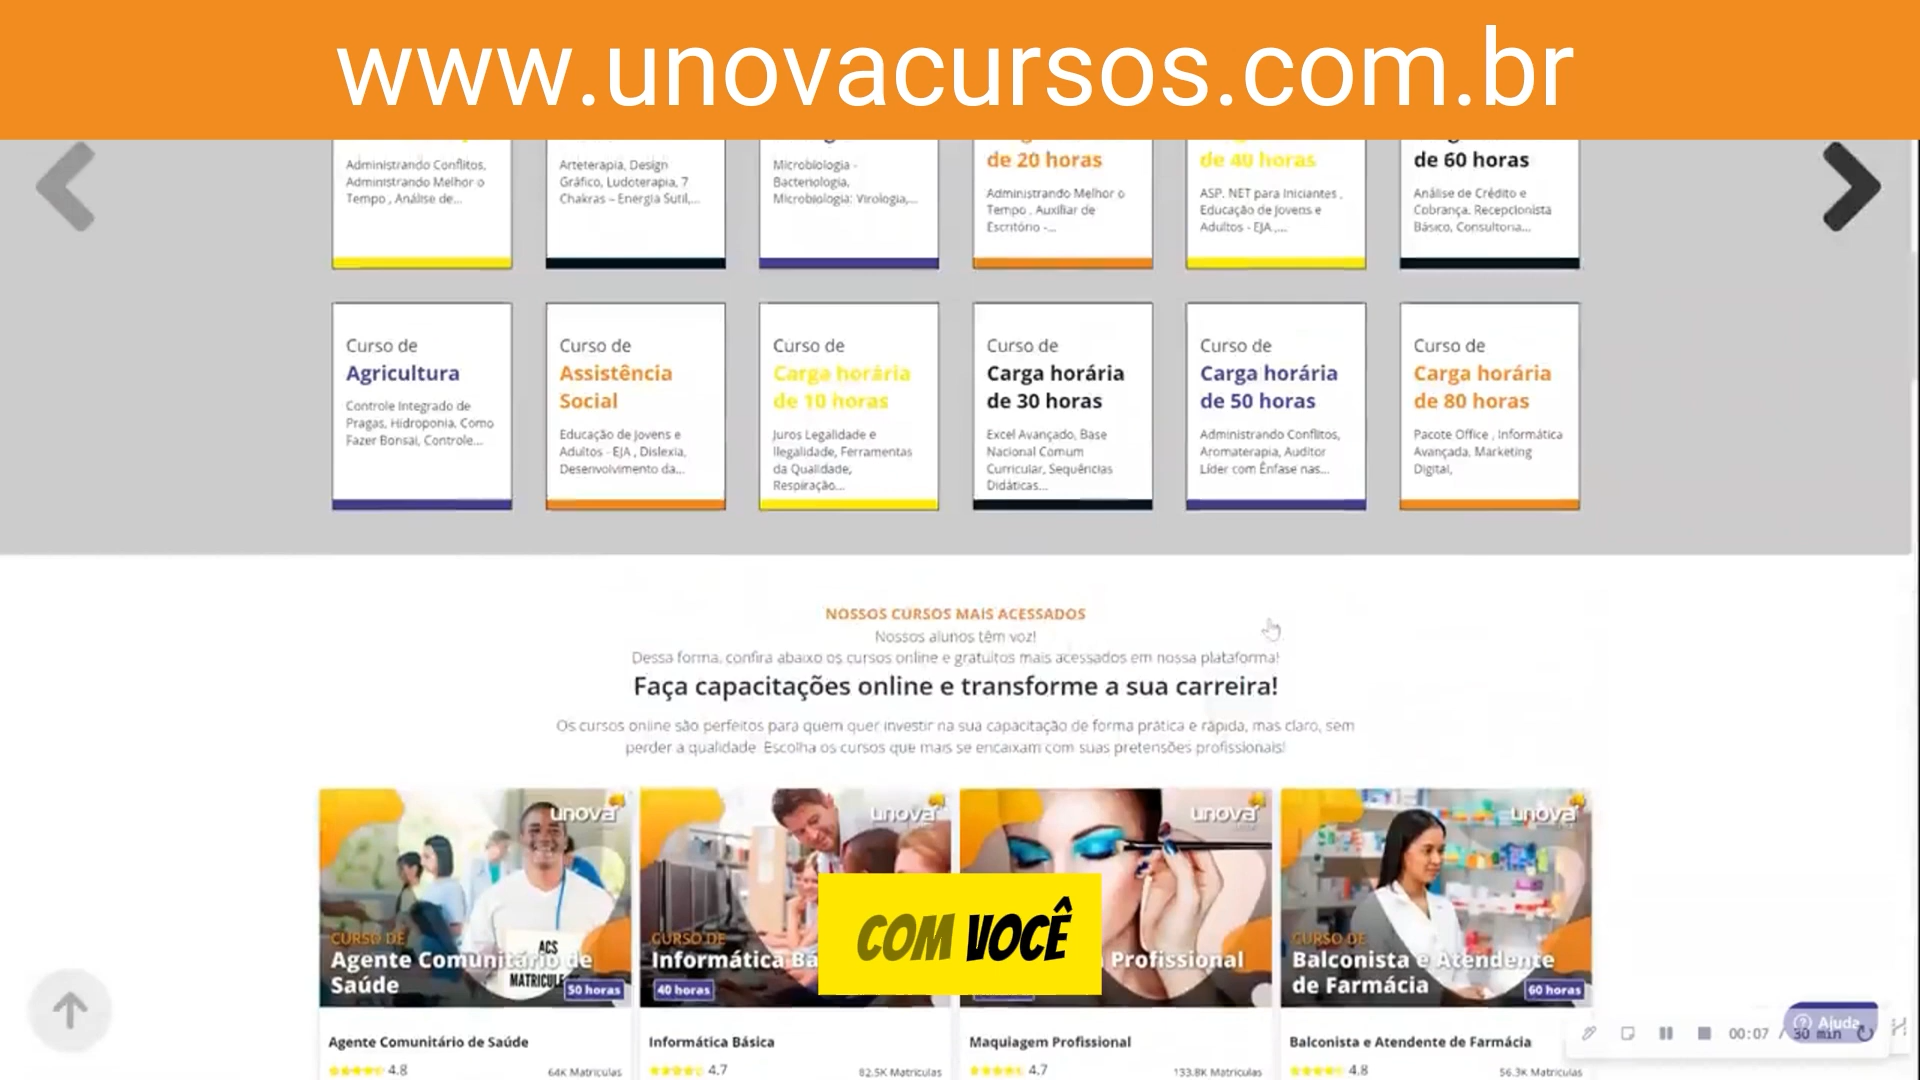 www.unovacursos.com.br
Administrando Conflitos,
Administrando Melhor o
Tempo , Análise de...
Arteterapia, Design
Gráfico, Ludoterapia, 7
Chakras – Energia Sutil,...
Microbiologia -
Bacteriologia,
Microbiologia: Virologia,...
de 20 horas
Administrando Melhor o
Tempo , Auxiliar de
Escritório -...
de 40 horas
ASP. NET para Iniciantes ,
Educação de Jovens e
Adultos - EJA ,...
de 60 horas
Análise de Crédito e
Cobrança, Recepcionista
Básico, Consultoria...
Curso de
Agricultura
Controle Integrado de
Pragas, Hidroponia, Como
Fazer Bonsai, Controle...
Curso de
Assistência
Social
Educação de Jovens e
Adultos - EJA , Dislexia,
Desenvolvimento da...
Curso de
Carga horária
de 10 horas
Juros Legalidade e
Ilegalidade, Ferramentas
da Qualidade,
Respiração...
Curso de
Carga horária
de 30 horas
Excel Avançado, Base
Nacional Comum
Curricular, Sequências
Didáticas...
Curso de
Carga horária
de 50 horas
Administrando Conflitos,
Aromaterapia, Auditor
Líder com Ênfase nas...
Curso de
Carga horária
de 80 horas
Pacote Office , Informática
Avançada, Marketing
Digital,
NOSSOS CURSOS MAIS ACESSADOS
Nossos alunos têm voz!
Dessa forma, confira abaixo os cursos online e gratuitos mais acessados em nossa plataforma!
Faça capacitações online e transforme a sua carreira!
Os cursos online são perfeitos para quem quer investir na sua capacitação de forma prática e rápida, mas claro, sem
perder a qualidade. Escolha os cursos que mais se encaixam com suas pretensões profissionais!
unova
CURSO DE
Agente Comunitário de
Saúde
ACS
MATRICULE
50 horas
unova
CURSO DE
Informática Bá
40 horas
unova
Profissional
unova
CURSO DE
Balconista e Atendente
de Farmácia
60 horas
COM VOCÊ
Agente Comunitário de Saúde
4.8
64K Matriculas
Informática Básica
4.7
82.5K Matriculas
Maquiagem Profissional
4.7
133.8K Matriculas
Balconista e Atendente de Farmácia
4.8
56.3K Matriculas
Ajuda
00:07 / 30 min